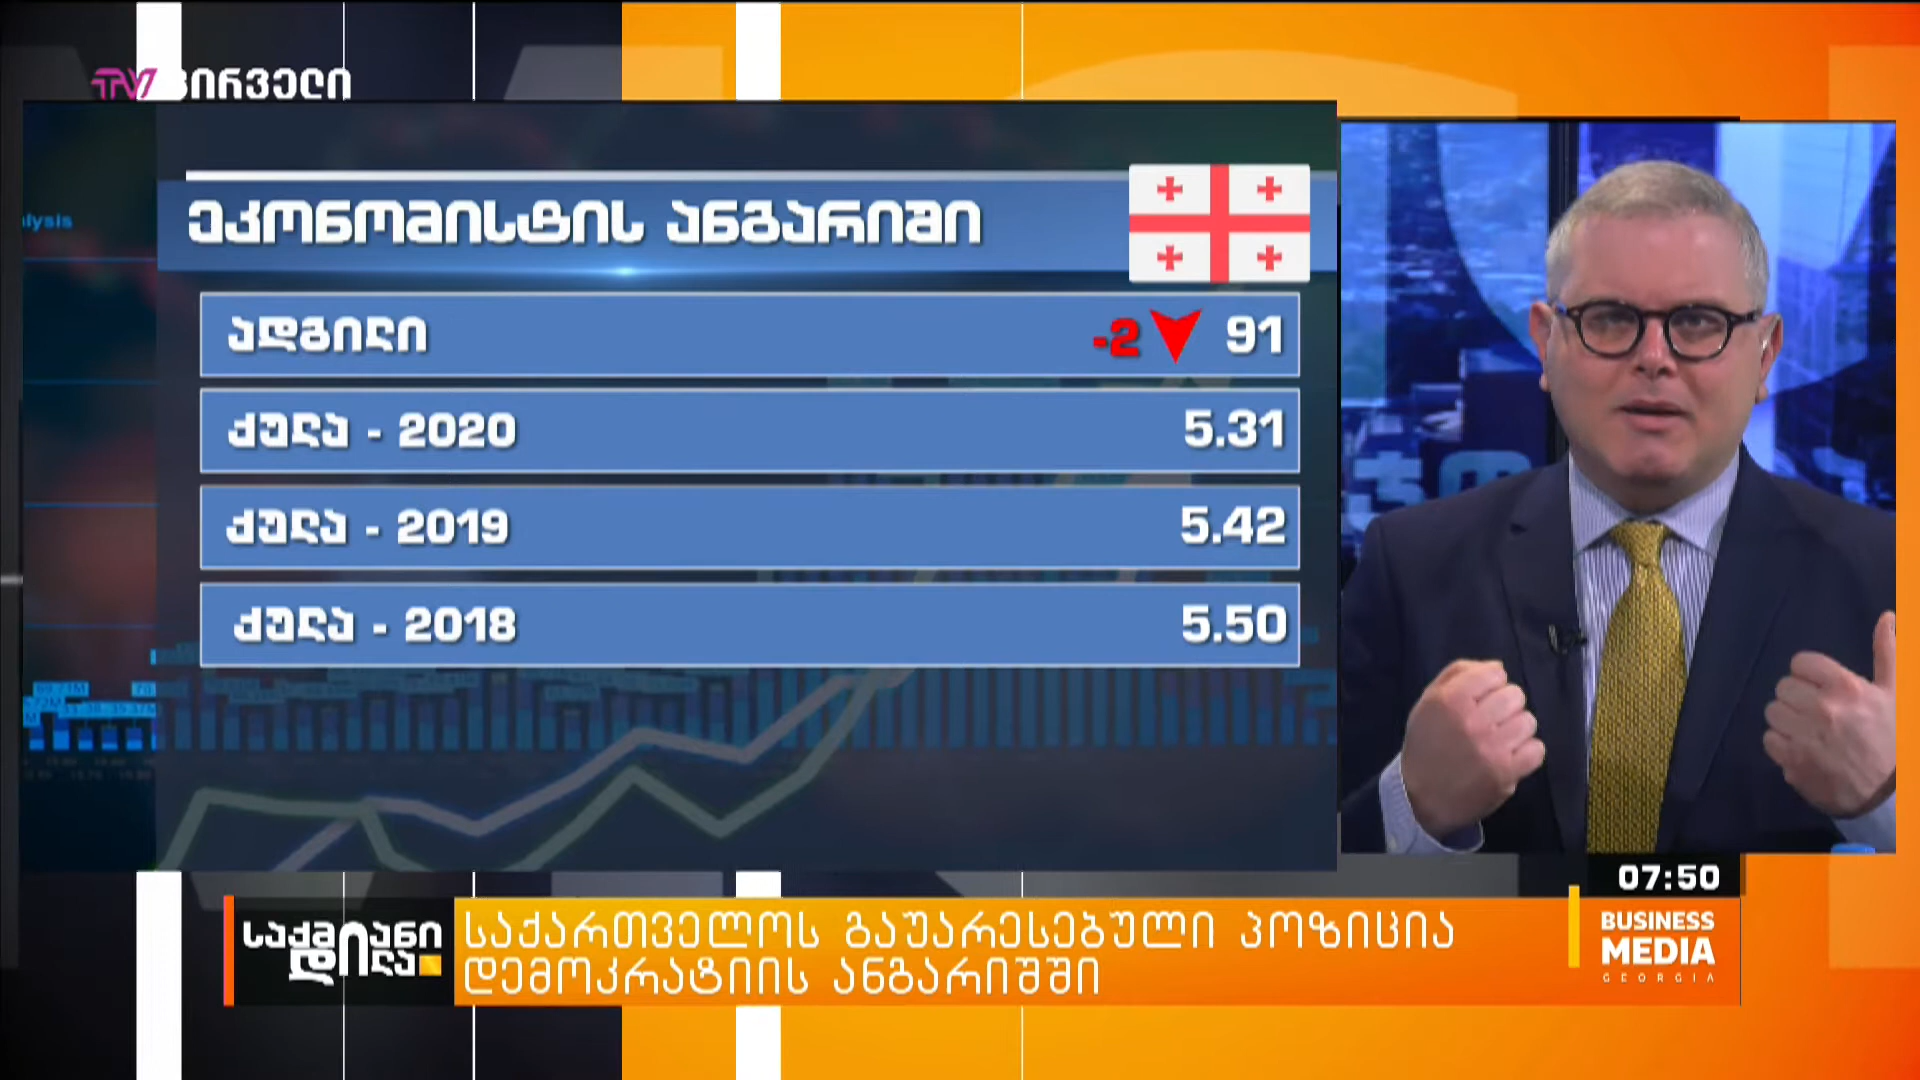 TV პირველი
lysis
ეკონომისტის ანგარიში
ადგილი -2 91
ქულა - 2020 5.31
ქულა - 2019 5.42
ქულა - 2018 5.50
07:50
საქმიანი
დილა
საქართველოს გაუარესებული პოზიცია
დემოკრატიის ანგარიშში
BUSINESS
MEDIA
GEORGIA